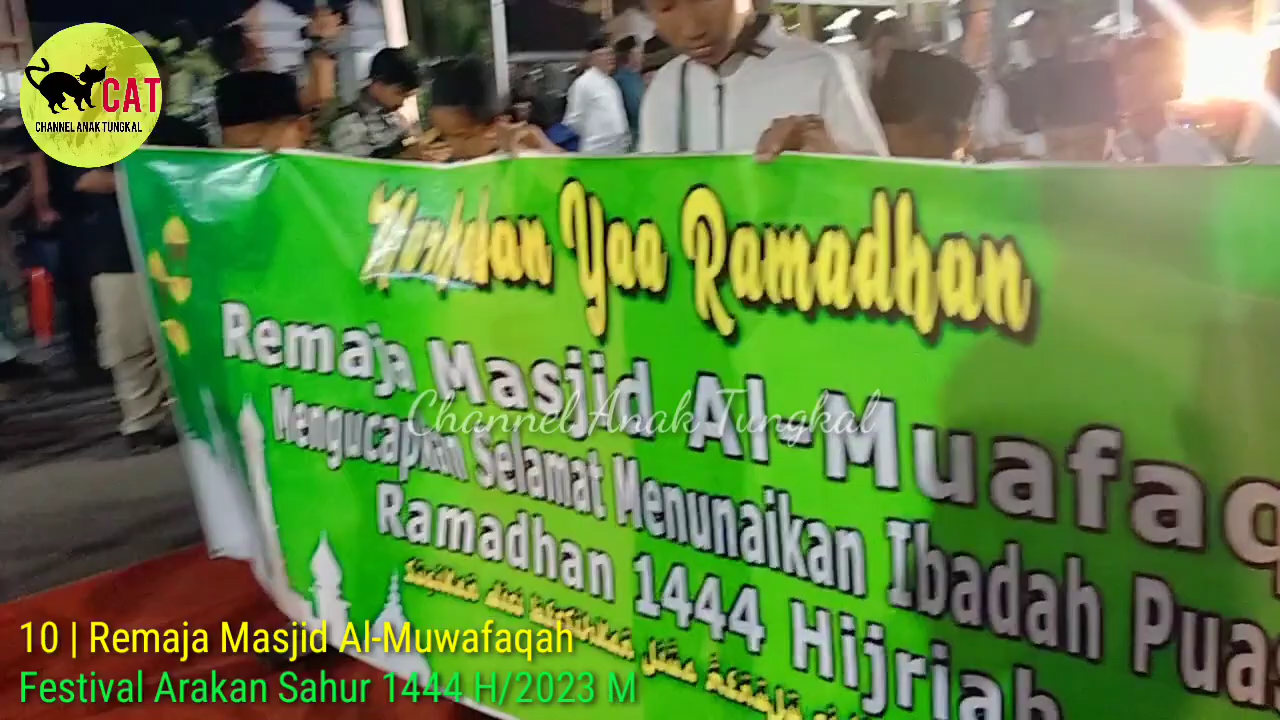 CAT
CHANNEL ANAK TUNGKAL
Marhaban Yaa Ramadhan
Remaja Masjid Al-Muafaq
Mengucapkan Selamat Menunaikan Ibadah Puas
Ramadhan 1444 Hijriah
Channel Anak Tungkal
10 | Remaja Masjid Al-Muwafaqah
Festival Arakan Sahur 1444 H/2023 M